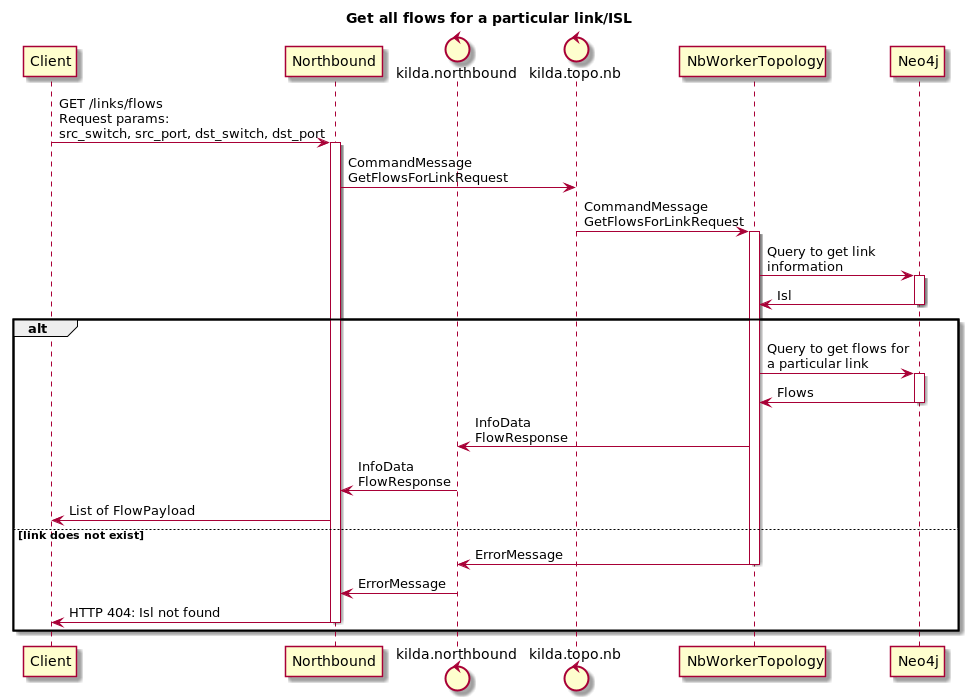 Get all flows for a particular link/ISL
Client
Northbound
kilda.northbound
kilda.topo.nb
NbWorkerTopology
Neo4j
GET /links/flows
Request params:
src_switch, src_port, dst_switch, dst_port
CommandMessage
GetFlowsForLinkRequest
CommandMessage
GetFlowsForLinkRequest
Query to get link
information
Isl
alt
Query to get flows for
a particular link
Flows
InfoData
FlowResponse
InfoData
FlowResponse
List of FlowPayload
[link does not exist]
ErrorMessage
ErrorMessage
HTTP 404: Isl not found
Client
Northbound
kilda.northbound
kilda.topo.nb
NbWorkerTopology
Neo4j